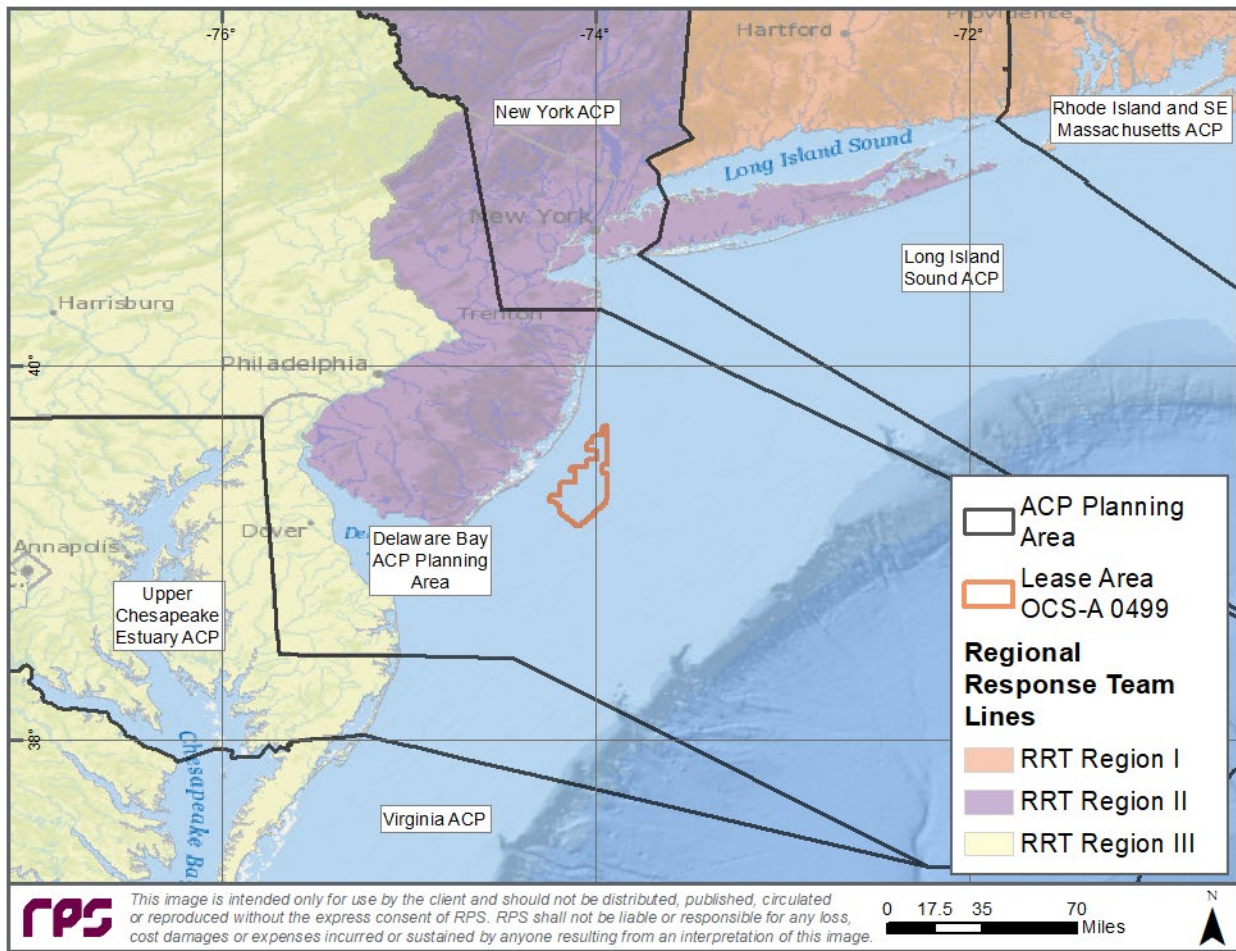 -76°
-74°
-72°
Hartford
Providence
New York ACP
Rhode Island and SE
Massachusetts ACP
Long Island Sound
New York
Long Island
Sound ACP
Harrisburg
Trenton
Philadelphia
40°
Dover
Annapolis
Delaware Bay
ACP Planning
Area
Upper
Chesapeake
Estuary ACP
38°
Chesapeake Ba
Virginia ACP
ACP Planning
Area
Lease Area
OCS-A 0499
Regional
Response Team
Lines
RRT Region I
RRT Region II
RRT Region III
rps
This image is intended only for use by the client and should not be distributed, published, circulated
or reproduced without the express consent of RPS. RPS shall not be liable or responsible for any loss,
cost damages or expenses incurred or sustained by anyone resulting from an interpretation of this image.
0 17.5 35 70
Miles
N